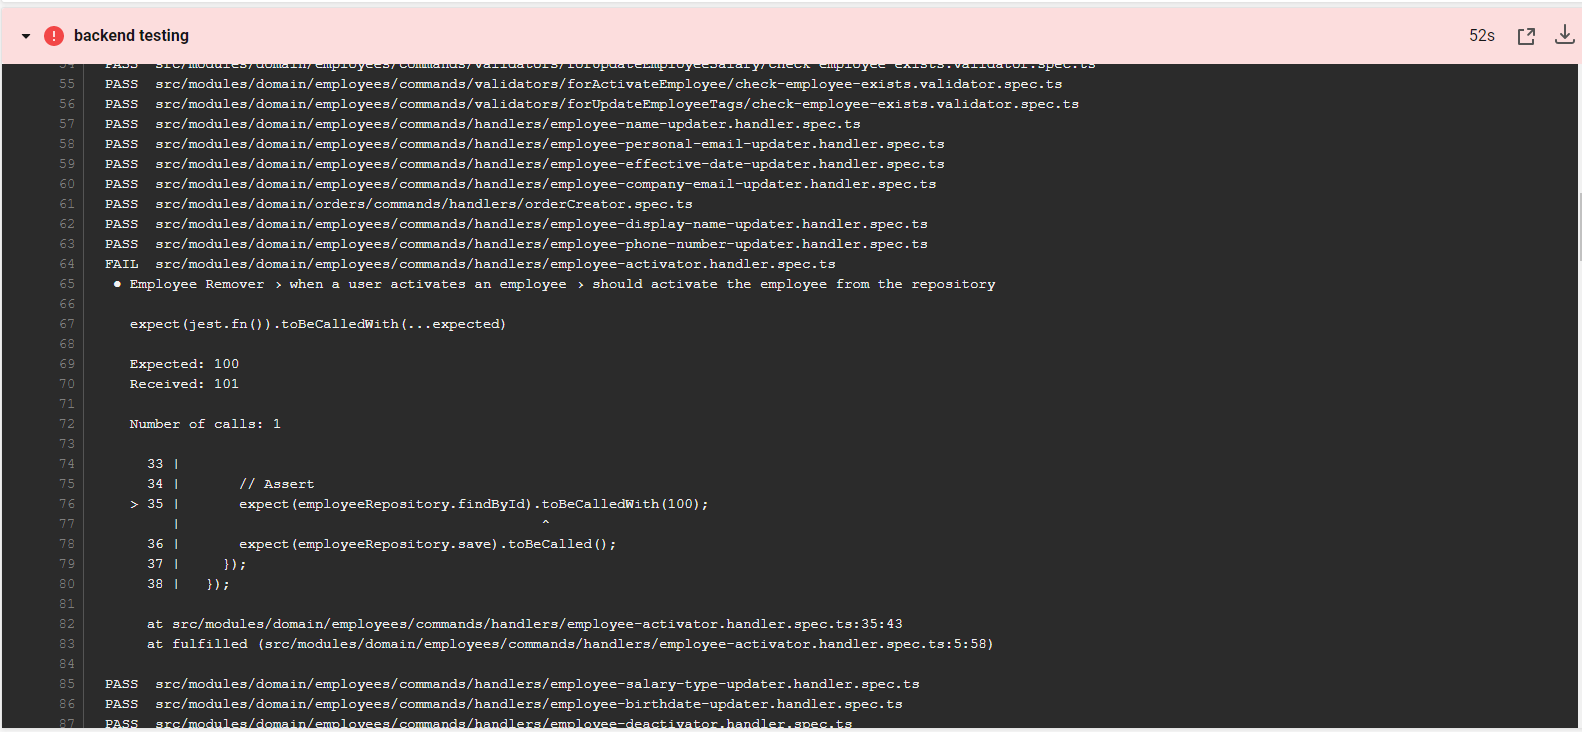 backend testing
52s
54 PASS src/modules/domain/employees/commands/validators/forUpdateEmployeeSalary/check-employee-exists.validator.spec.ts
55 PASS src/modules/domain/employees/commands/validators/forActivateEmployee/check-employee-exists.validator.spec.ts
56 PASS src/modules/domain/employees/commands/validators/forUpdateEmployeeTags/check-employee-exists.validator.spec.ts
57 PASS src/modules/domain/employees/commands/handlers/employee-name-updater.handler.spec.ts
58 PASS src/modules/domain/employees/commands/handlers/employee-personal-email-updater.handler.spec.ts
59 PASS src/modules/domain/employees/commands/handlers/employee-effective-date-updater.handler.spec.ts
60 PASS src/modules/domain/employees/commands/handlers/employee-company-email-updater.handler.spec.ts
61 PASS src/modules/domain/orders/commands/handlers/orderCreator.spec.ts
62 PASS src/modules/domain/employees/commands/handlers/employee-display-name-updater.handler.spec.ts
63 PASS src/modules/domain/employees/commands/handlers/employee-phone-number-updater.handler.spec.ts
64 FAIL src/modules/domain/employees/commands/handlers/employee-activator.handler.spec.ts
65 ● Employee Remover › when a user activates an employee › should activate the employee from the repository
66
67 expect(jest.fn()).toBeCalledWith(...expected)
68
69 Expected: 100
70 Received: 101
71
72 Number of calls: 1
73
74 33 |
75 34 | // Assert
76 > 35 | expect(employeeRepository.findById).toBeCalledWith(100);
77 | ^
78 36 | expect(employeeRepository.save).toBeCalled();
79 37 | });
80 38 | });
81
82 at src/modules/domain/employees/commands/handlers/employee-activator.handler.spec.ts:35:43
83 at fulfilled (src/modules/domain/employees/commands/handlers/employee-activator.handler.spec.ts:5:58)
84
85 PASS src/modules/domain/employees/commands/handlers/employee-salary-type-updater.handler.spec.ts
86 PASS src/modules/domain/employees/commands/handlers/employee-birthdate-updater.handler.spec.ts
87 PASS src/modules/domain/employees/commands/handlers/employee-deactivator.handler.spec.ts